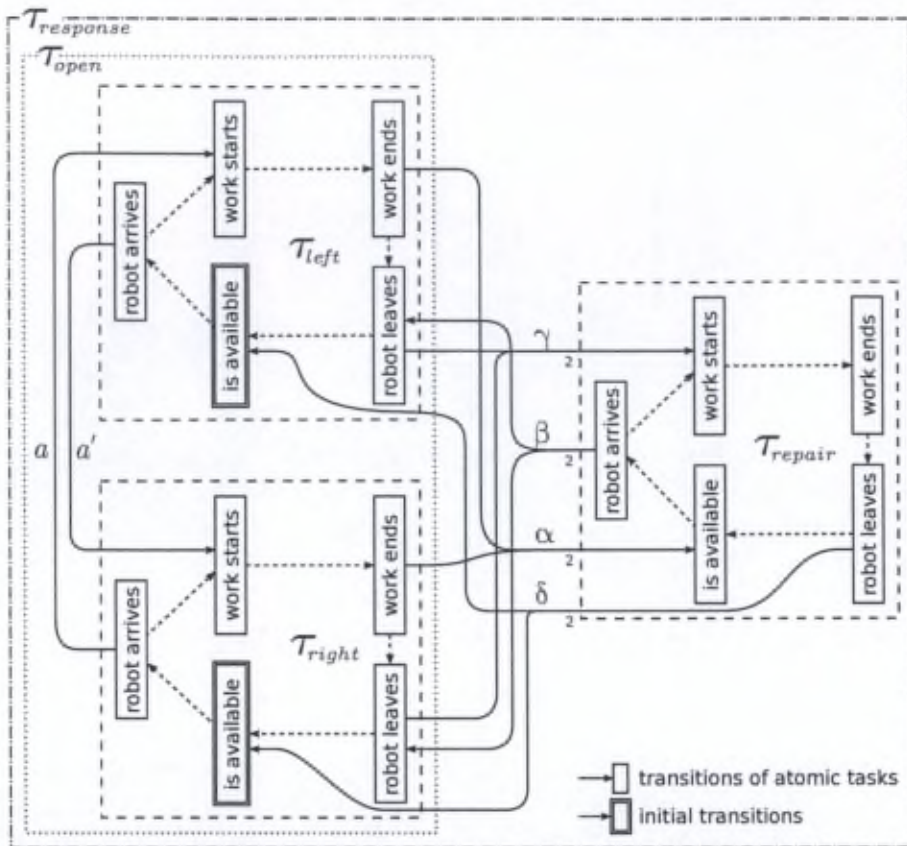 τresponse
τopen
robot arrives
work starts
work ends
τleft
is available
robot leaves
a
a′
γ
2
β
2
α
2
δ
2
robot arrives
work starts
work ends
τrepair
is available
robot leaves
robot arrives
work starts
work ends
τright
is available
robot leaves
transitions of atomic tasks
initial transitions